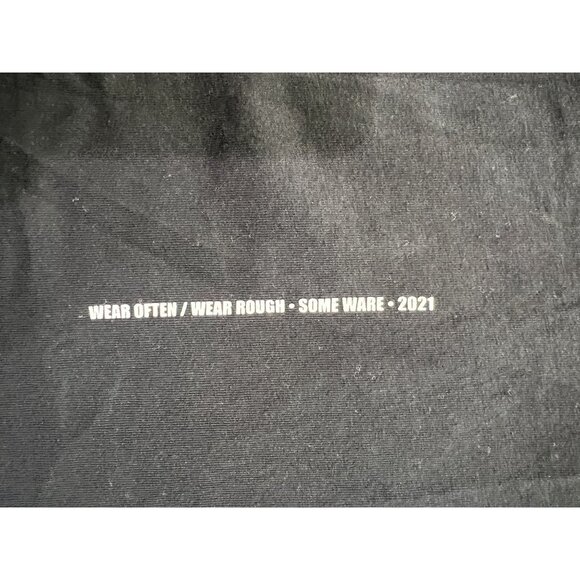 WEAR OFTEN / WEAR ROUGH • SOME WARE • 2021